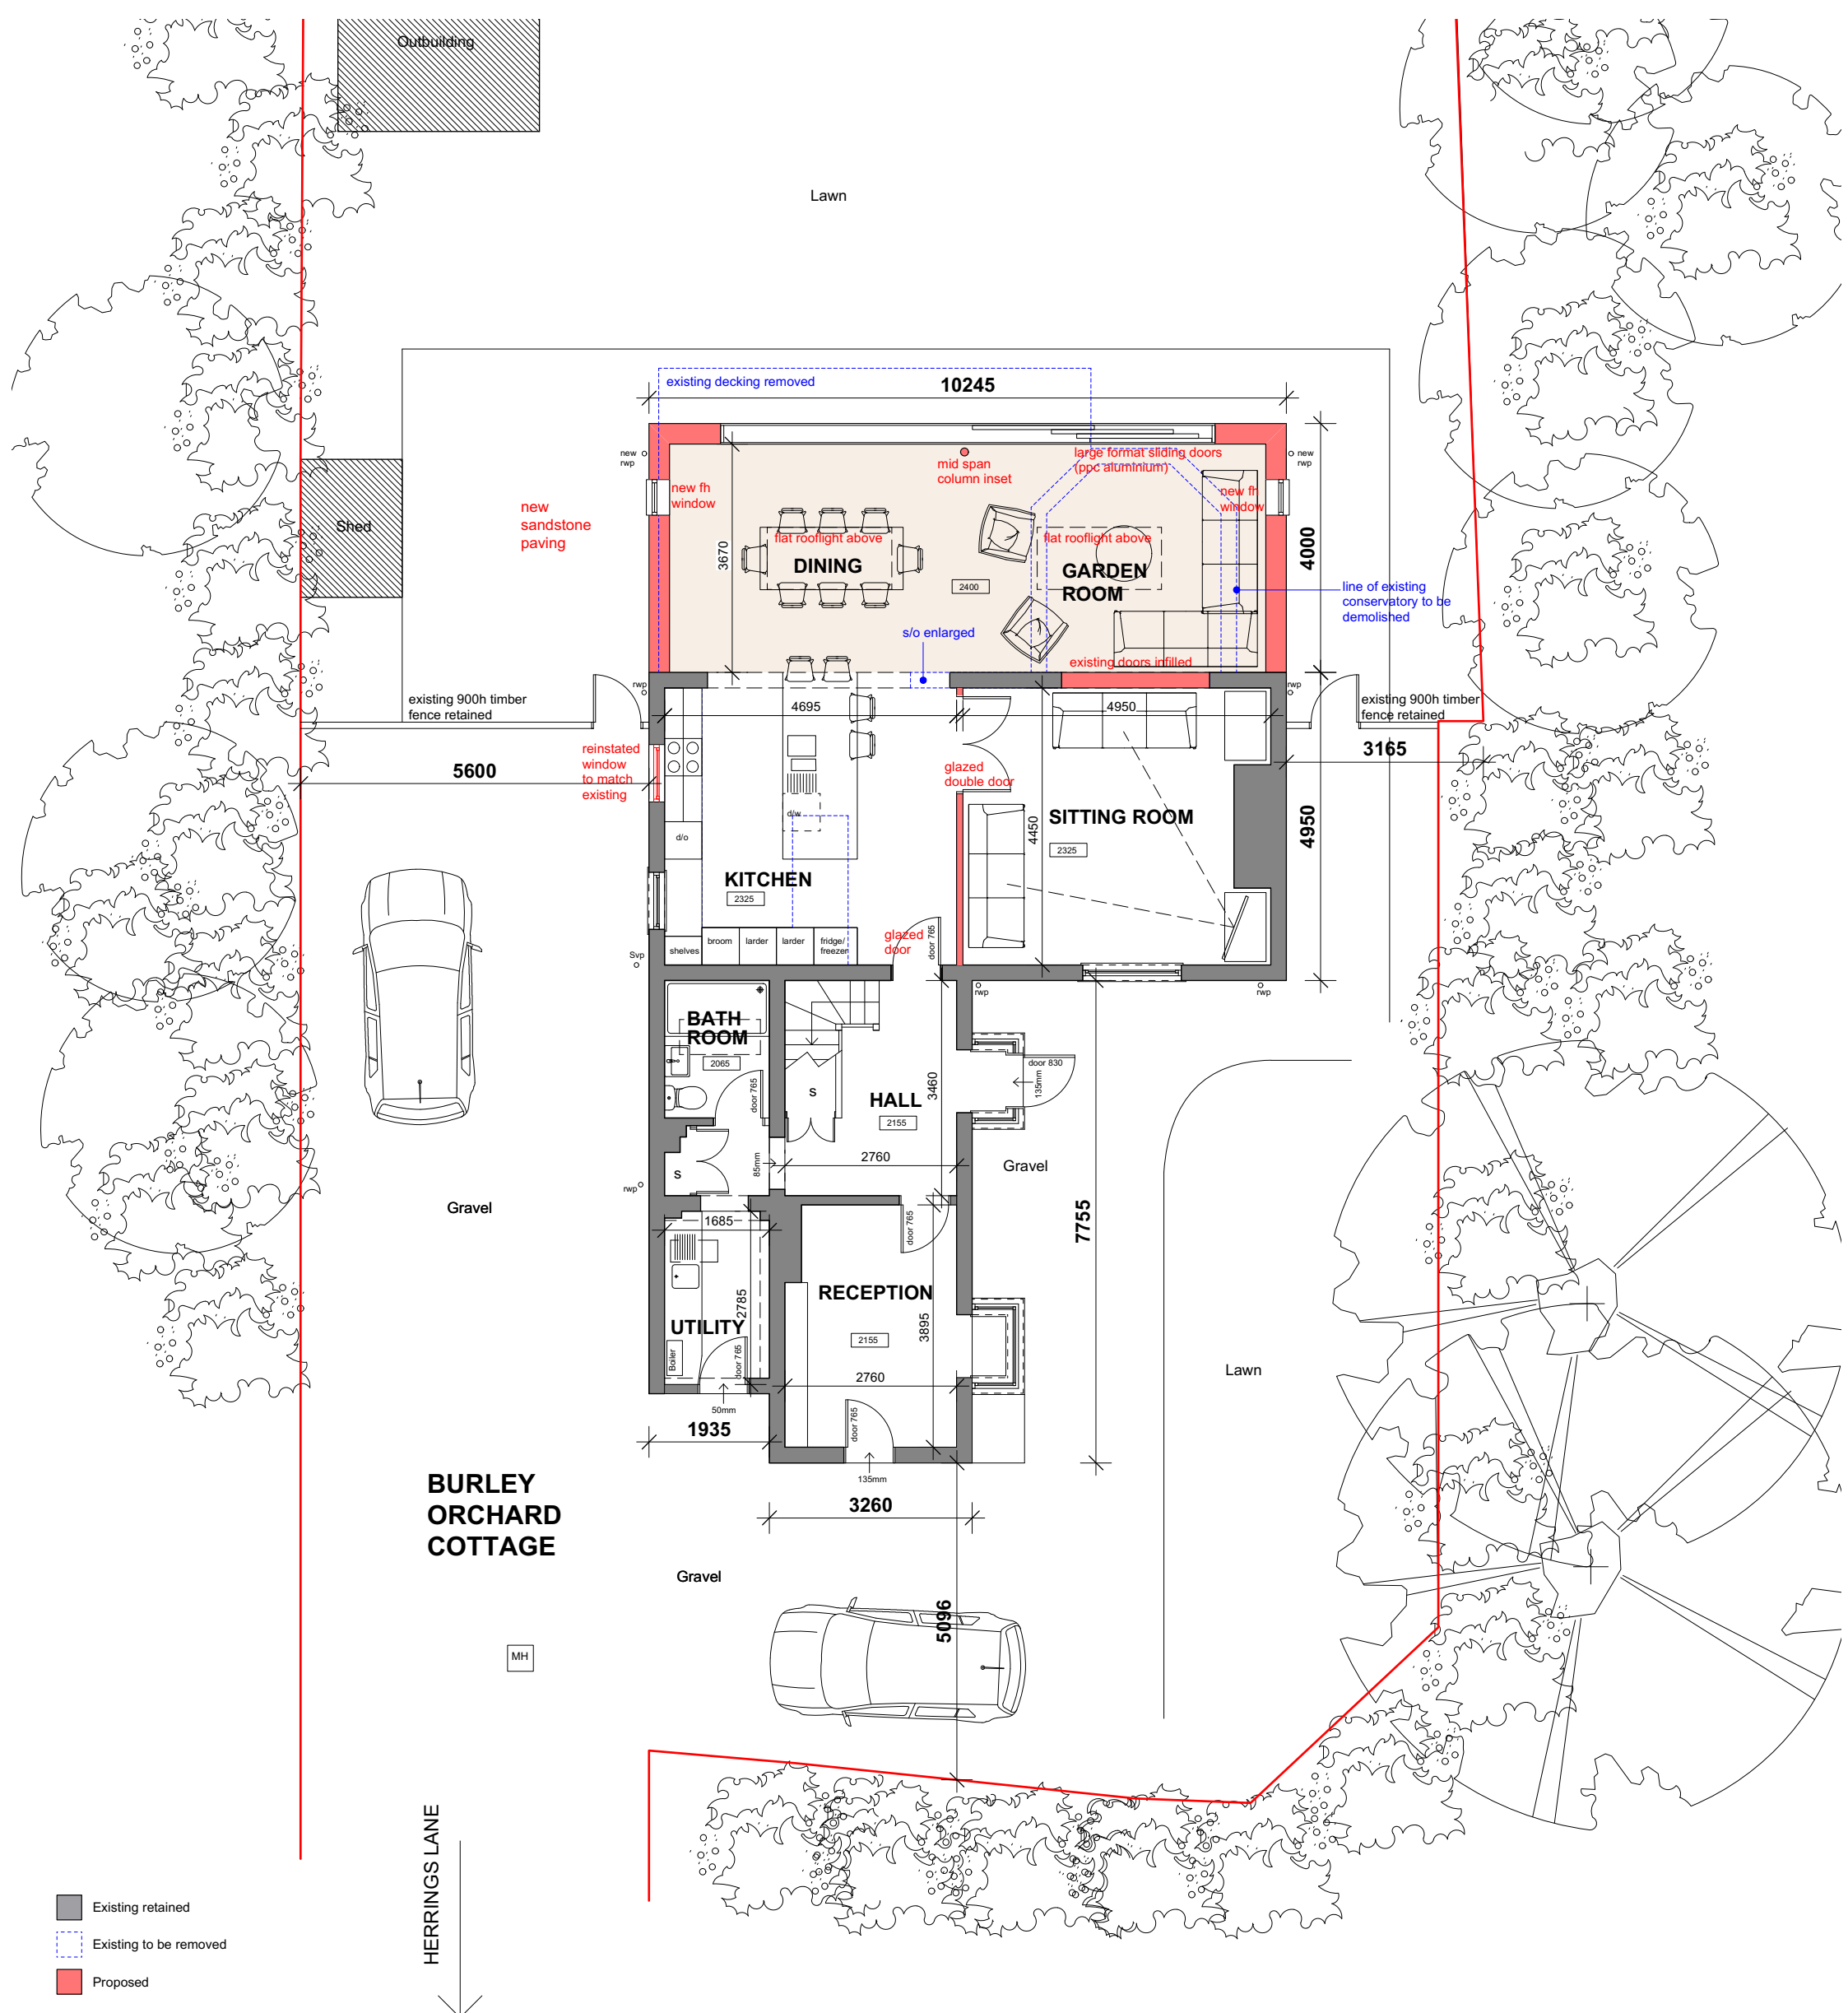 Outbuilding
Lawn
existing decking removed
10245
new
rwp
new fh
window
mid span
column inset
large format sliding doors
(ppc aluminium)
new fh
window
new
rwp
new
sandstone
paving
Shed
3670
flat rooflight above
DINING
flat rooflight above
GARDEN
ROOM
2400
4000
line of existing
conservatory to be
demolished
s/o enlarged
existing doors infilled
rwp
rwp
existing 900h timber
fence retained
existing 900h timber
fence retained
4695
4950
5600
3165
reinstated
window
to match
existing
glazed
double door
d/w
d/o
4450
SITTING ROOM
2325
4950
KITCHEN
2325
shelves
broom
larder
larder
fridge/
freezer
glazed
door
door 765
Svp
rwp
rwp
BATH
ROOM
2065
door 765
S
HALL
2155
3460
door 830
135mm
2760
85mm
S
rwp
Gravel
Gravel
7755
1685
door 765
2785
UTILITY
Boiler
door 765
50mm
RECEPTION
2155
3895
2760
door 765
135mm
Lawn
1935
3260
BURLEY
ORCHARD
COTTAGE
Gravel
5096
MH
HERRINGS LANE
Existing retained
Existing to be removed
Proposed